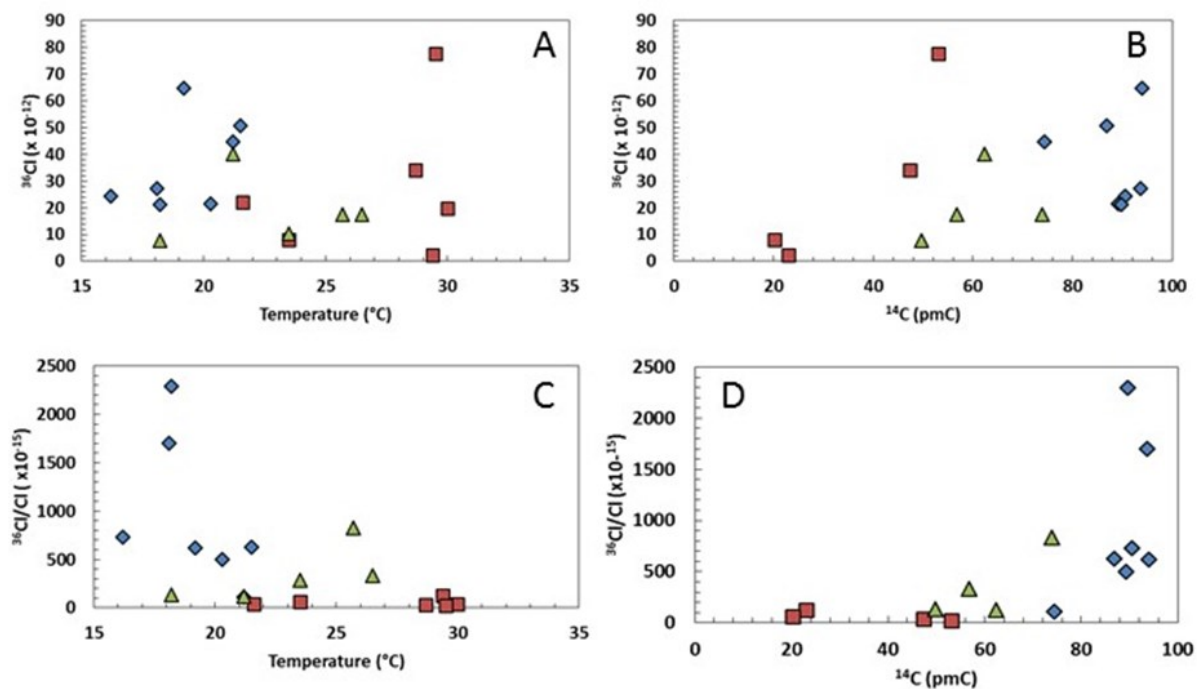 A
³⁶Cl (x 10⁻¹²)
90
80
70
60
50
40
30
20
10
0
15 20 25 30 35
Temperature (°C)
B
³⁶Cl (x 10⁻¹²)
90
80
70
60
50
40
30
20
10
0
0 20 40 60 80 100
¹⁴C (pmC)
C
³⁶Cl/Cl ( x10⁻¹⁵)
2500
2000
1500
1000
500
0
15 20 25 30 35
Temperature (°C)
D
³⁶Cl/Cl (x10-¹⁵)
2500
2000
1500
1000
500
0
0 20 40 60 80 100
¹⁴C (pmC)